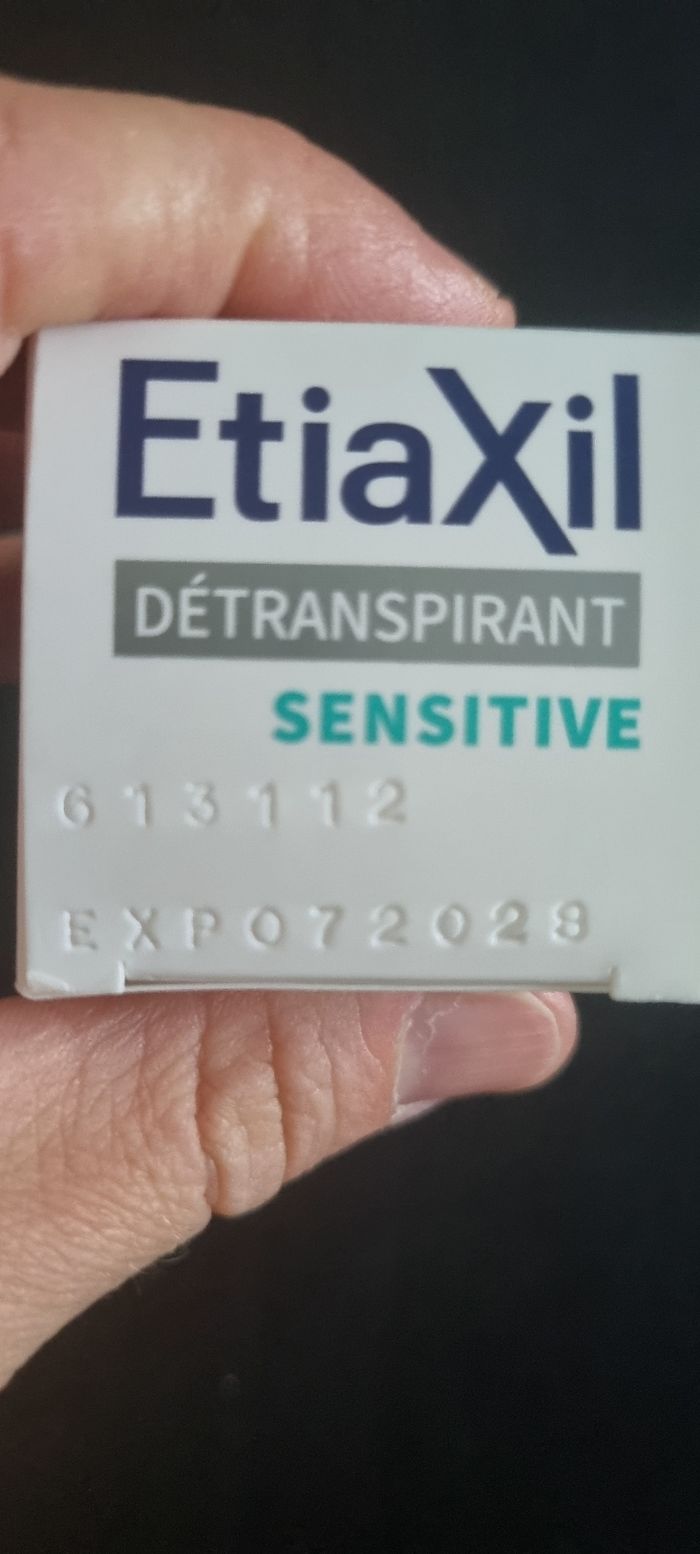 EtiaXil
DÉTRANSPIRANT
SENSITIVE
613112
EXP072028